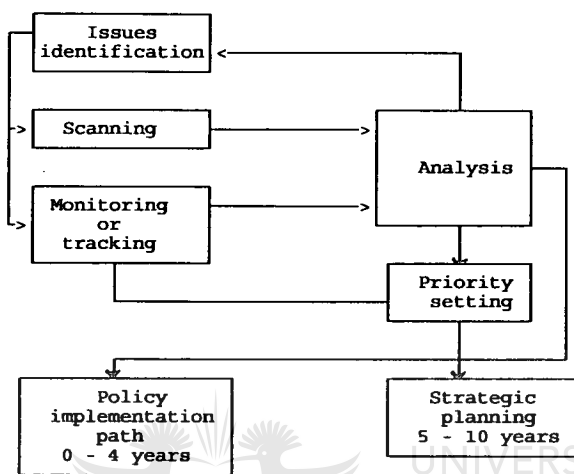 Issues
identification
Scanning
Analysis
Monitoring
or
tracking
Priority
setting
Policy
implementation
path
0 - 4 years
Strategic
planning
5 - 10 years
UNIVERS